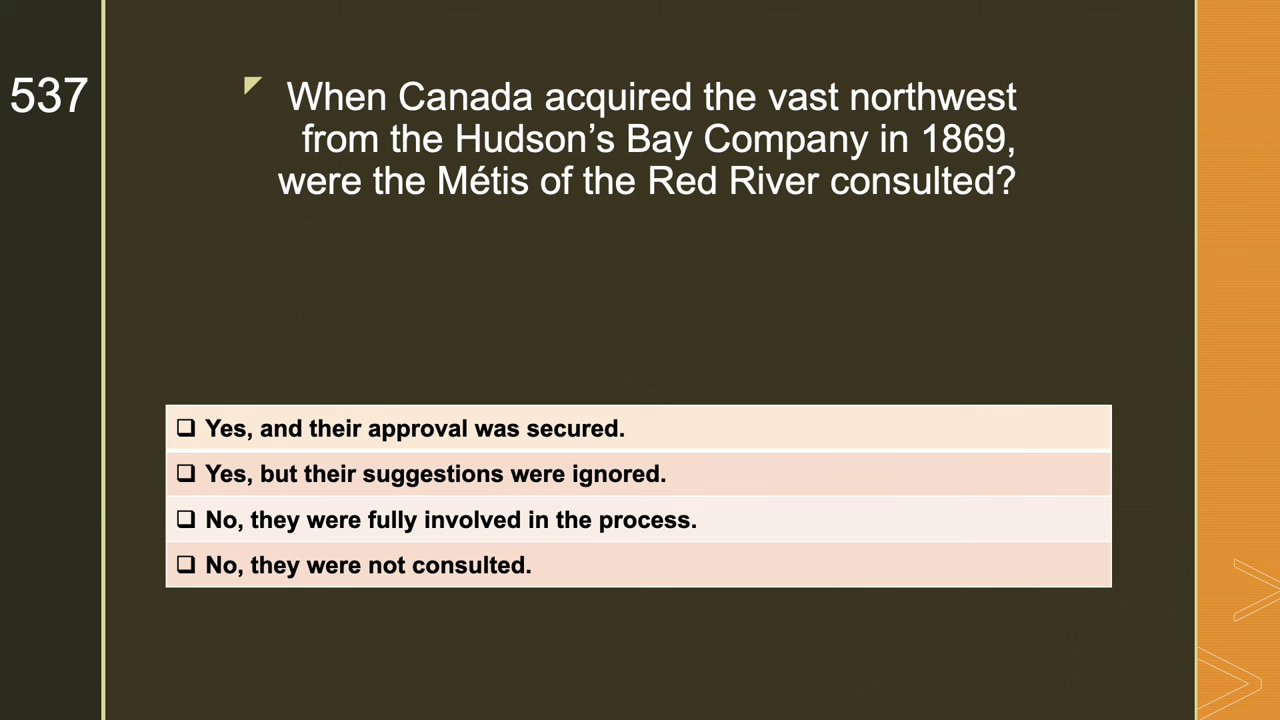 537
When Canada acquired the vast northwest
from the Hudson’s Bay Company in 1869,
were the Métis of the Red River consulted?
❑ Yes, and their approval was secured.
❑ Yes, but their suggestions were ignored.
❑ No, they were fully involved in the process.
❑ No, they were not consulted.